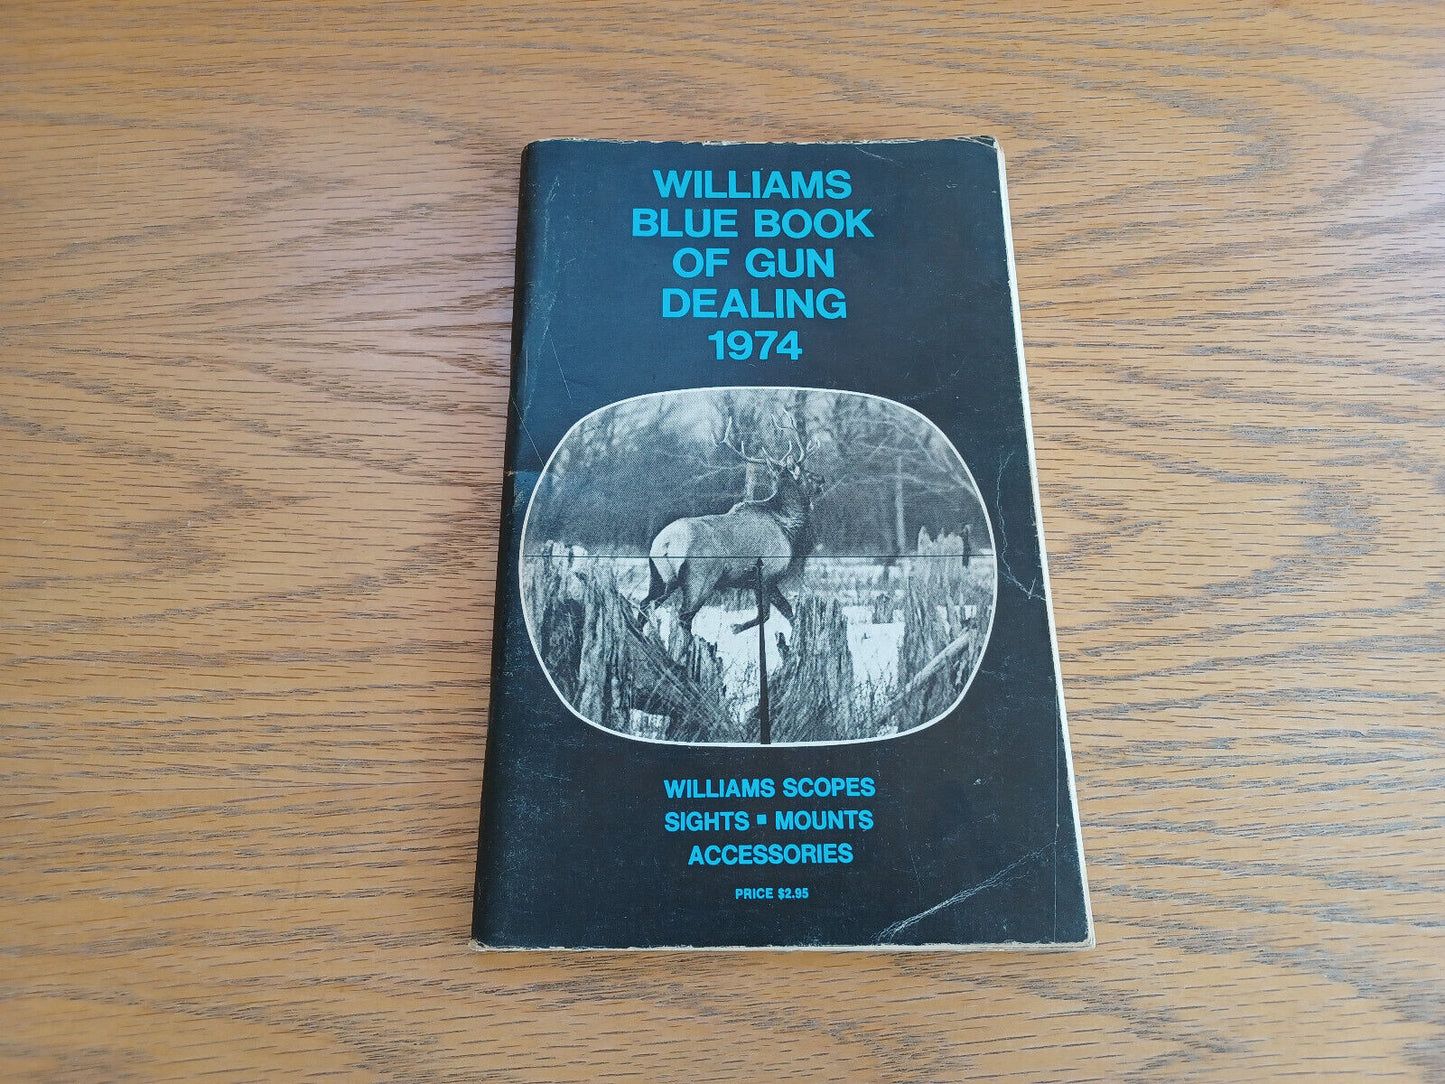 WILLIAMS
BLUE BOOK
OF GUN
DEALING
1974
WILLIAMS SCOPES
SIGHTS ▪ MOUNTS
ACCESSORIES
PRICE $2.95